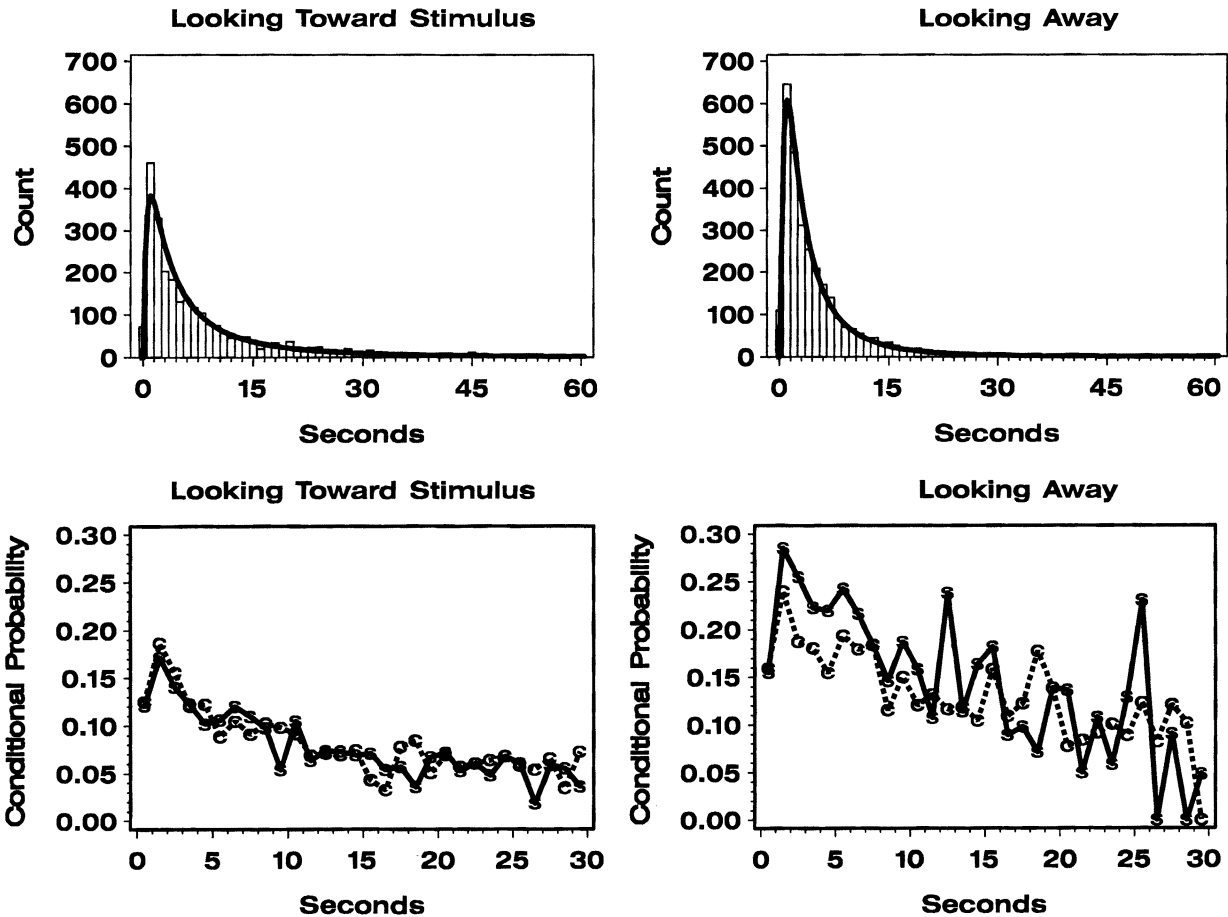 Looking Toward Stimulus
700
600
500
400
300
200
100
0
Count
0 15 30 45 60
Seconds
Looking Away
700
600
500
400
300
200
100
0
Count
0 15 30 45 60
Seconds
Looking Toward Stimulus
0.30
0.25
0.20
0.15
0.10
0.05
0.00
Conditional Probability
0 5 10 15 20 25 30
Seconds
Looking Away
0.30
0.25
0.20
0.15
0.10
0.05
0.00
Conditional Probability
0 5 10 15 20 25 30
Seconds